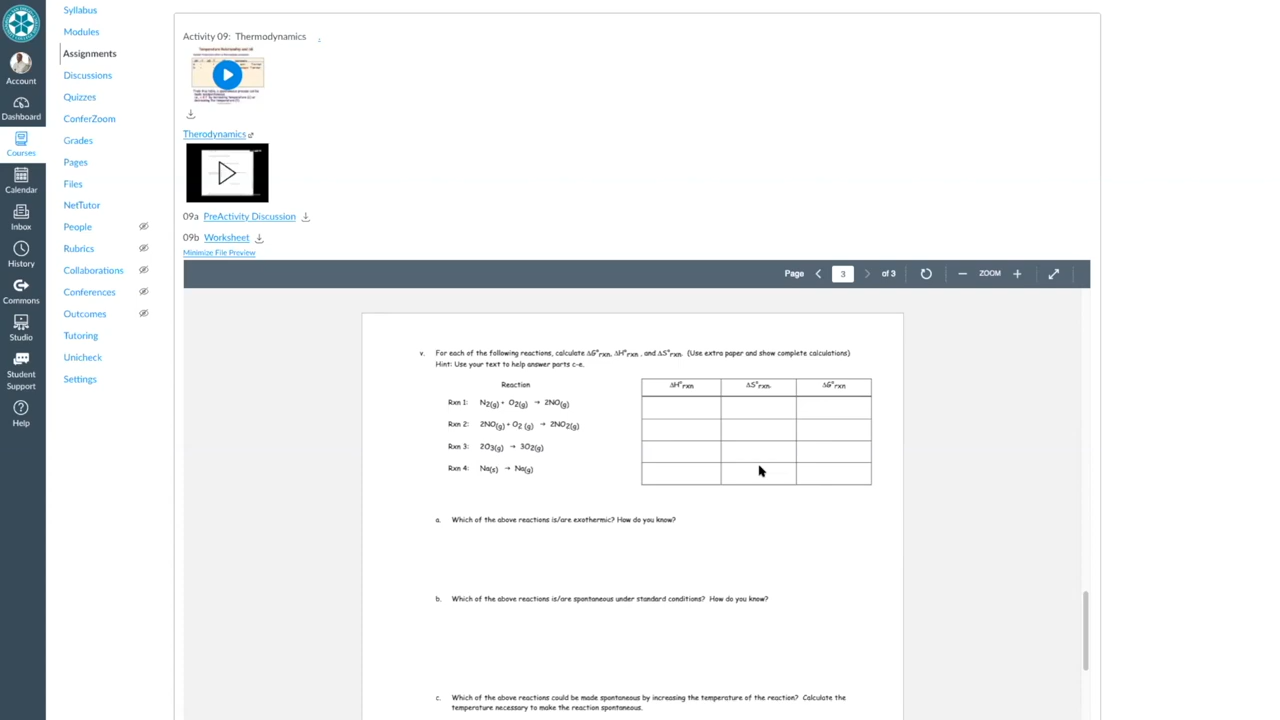 Syllabus
Modules
Assignments
Discussions
Quizzes
ConferZoom
Grades
Pages
Files
NetTutor
People
Rubrics
Collaborations
Conferences
Outcomes
Tutoring
Unicheck
Settings
Account
Dashboard
Courses
Calendar
Inbox
History
Commons
Studio
Student
Support
Help
Activity 09: Thermodynamics
Therodynamics
09a PreActivity Discussion
09b Worksheet
Minimize File Preview
Page 3 of 3 ZOOM
v. For each of the following reactions, calculate ΔG°rxn, ΔH°rxn, and ΔS°rxn. (Use extra paper and show complete calculations)
Hint: Use your text to help answer parts c-e.
Reaction ΔH°rxn ΔS°rxn. ΔG°rxn
Rxn 1: N2(g) + O2(g) → 2NO(g)
Rxn 2: 2NO(g) + O2 (g) → 2NO2(g)
Rxn 3: 2O3(g) → 3O2(g)
Rxn 4: Na(s) → Na(g)
a. Which of the above reactions is/are exothermic? How do you know?
b. Which of the above reactions is/are spontaneous under standard conditions? How do you know?
c. Which of the above reactions could be made spontaneous by increasing the temperature of the reaction? Calculate the
temperature necessary to make the reaction spontaneous.